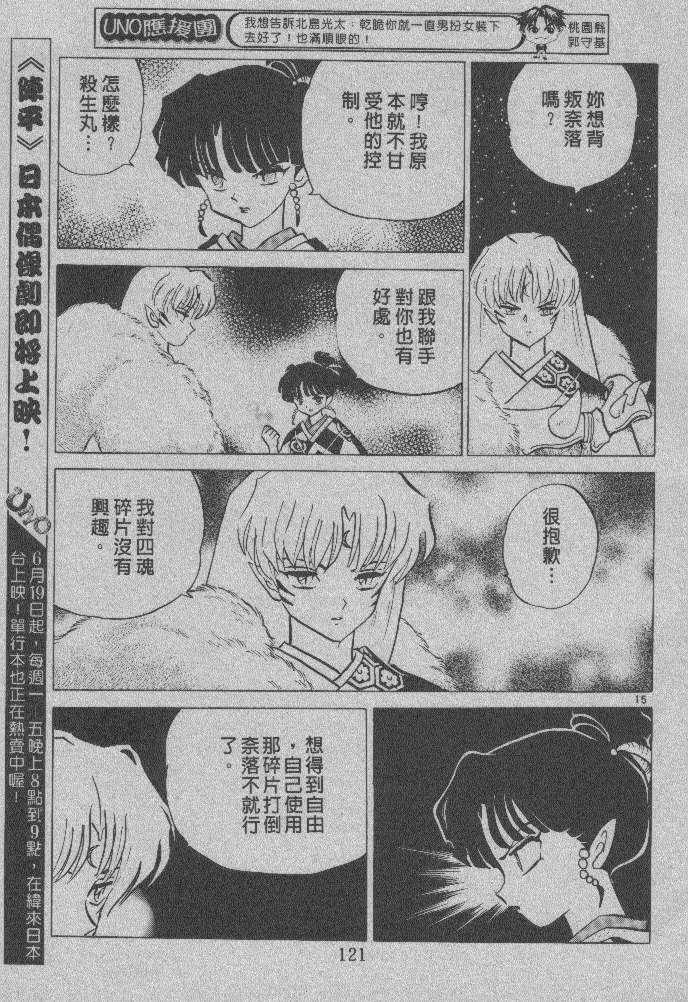 UNO應援團
我想告訴北島光太：乾脆你就一直男扮女裝下
去好了！也滿順眼的！
桃園縣
郭守基
妳想背
叛奈落
嗎？
哼！我原
本就不甘
受他的控
制。
怎麼樣？
殺生丸…
跟我聯手
對你也有
好處。
很抱歉…
我對四魂
碎片沒有
興趣。
15
想得到自由
，自己使用
那碎片打倒
奈落不就行
了。
121
日本偶像劇即將上映！
UNO
6月19日起，每週一 五晚上8點到9點，在緯來日本
台上映！單行本也正在熱賣中喔！